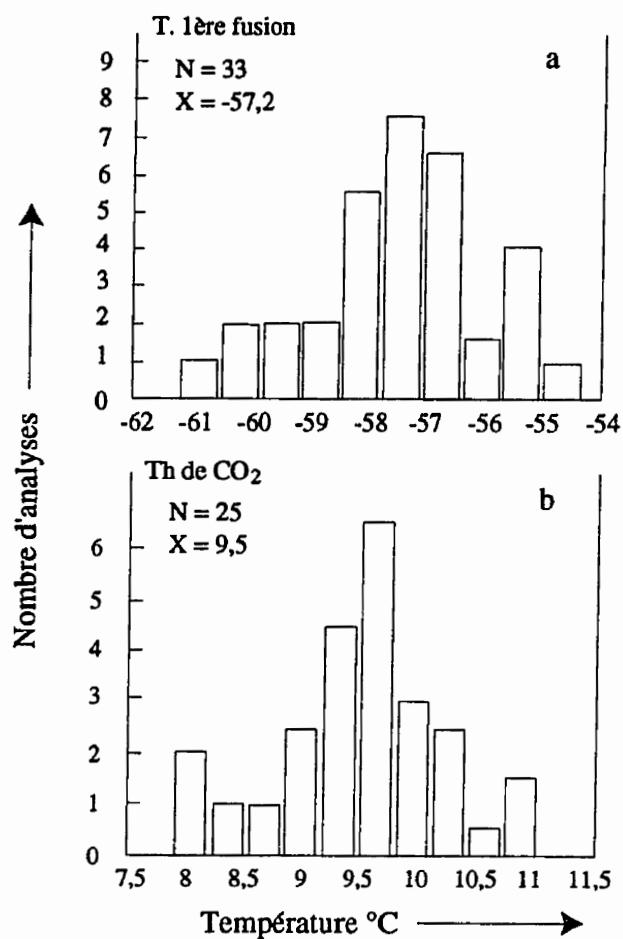 T. 1ère fusion
N = 33
X = -57,2
a
9
8
7
6
5
4
3
2
1
0
-62 -61 -60 -59 -58 -57 -56 -55 -54
Nombre d'analyses
Th de CO₂
N = 25
X = 9,5
b
6
5
4
3
2
1
0
7,5 8 8,5 9 9,5 10 10,5 11 11,5
Température °C